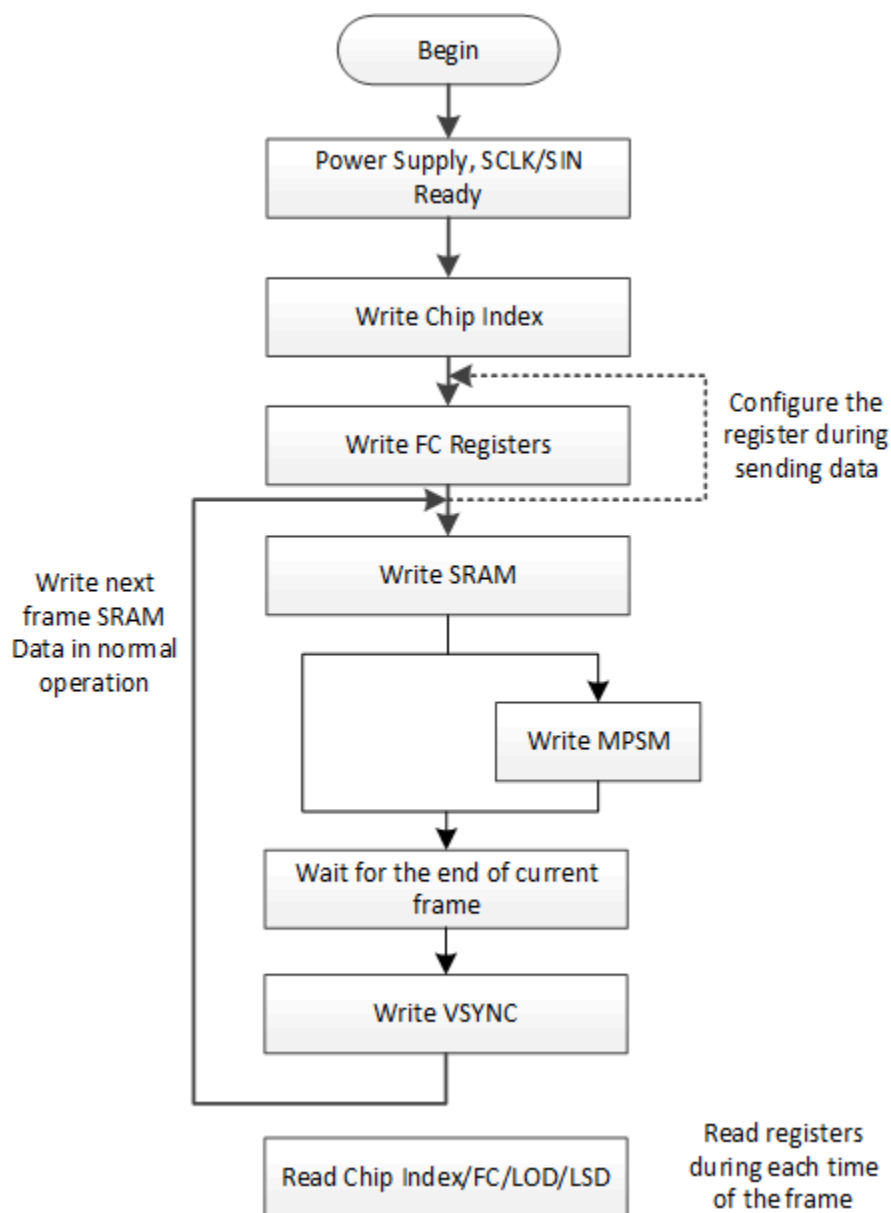 Begin
Power Supply, SCLK/SIN
Ready
Write Chip Index
Configure the
register during
sending data
Write FC Registers
Write SRAM
Write next
frame SRAM
Data in normal
operation
Write MPSM
Wait for the end of current
frame
Write VSYNC
Read Chip Index/FC/LOD/LSD
Read registers
during each time
of the frame